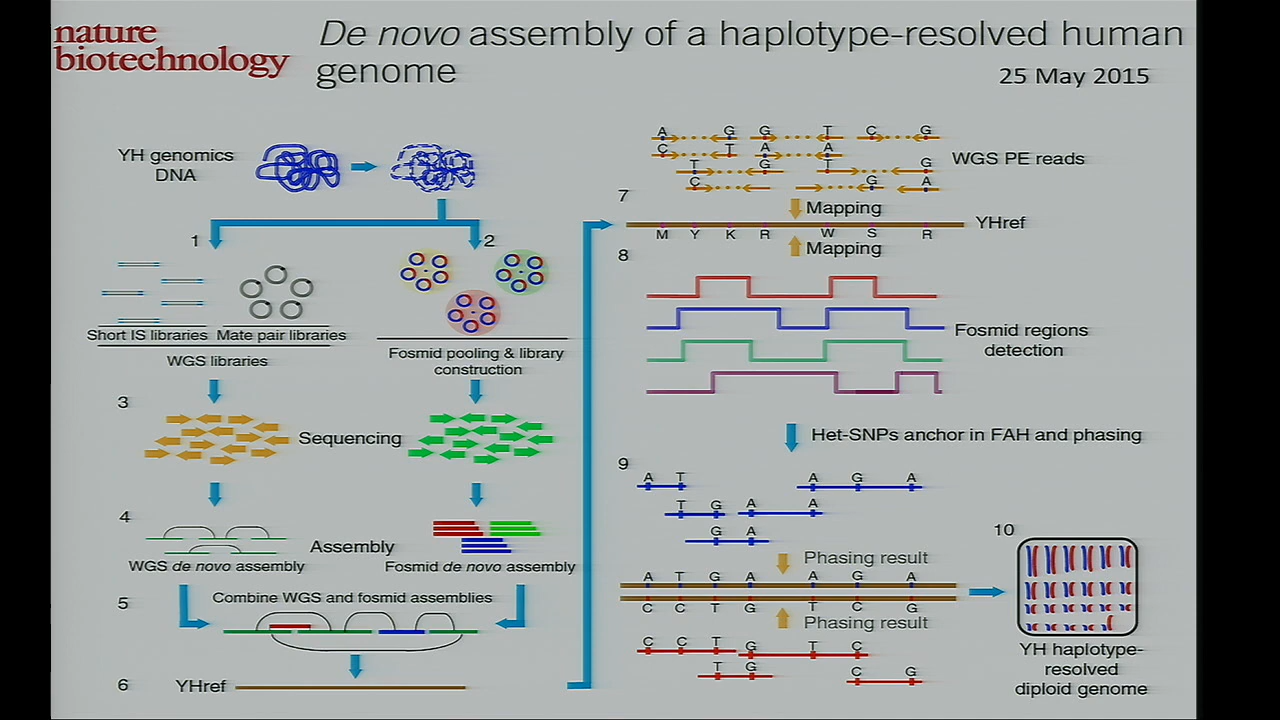 nature
biotechnology
De novo assembly of a haplotype-resolved human
genome
25 May 2015
YH genomics
DNA
1
2
Short IS libraries
Mate pair libraries
WGS libraries
Fosmid pooling & library
construction
3
Sequencing
4
Assembly
WGS de novo assembly
Fosmid de novo assembly
5
Combine WGS and fosmid assemblies
6
YHref
A G G T C G
C T A A
T G T G
C G A
WGS PE reads
7
Mapping
YHref
M Y K R W S R
8
Mapping
Fosmid regions
detection
Het-SNPs anchor in FAH and phasing
9
A T A G A
T G A A
G A
Phasing result
A T G A A G A
C C T G T C G
Phasing result
C C T G T C
T G C G
10
YH haplotype-
resolved
diploid genome